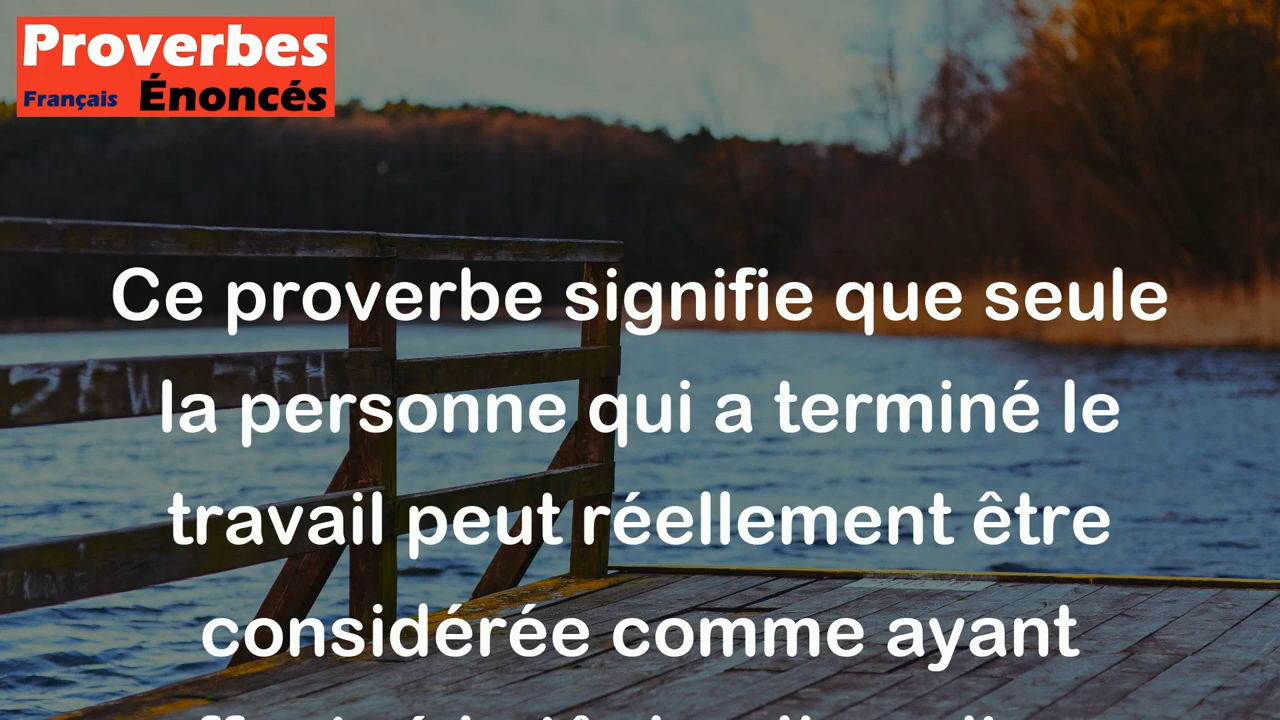 Proverbes
Français Énoncés
Ce proverbe signifie que seule
la personne qui a terminé le
travail peut réellement être
considérée comme ayant